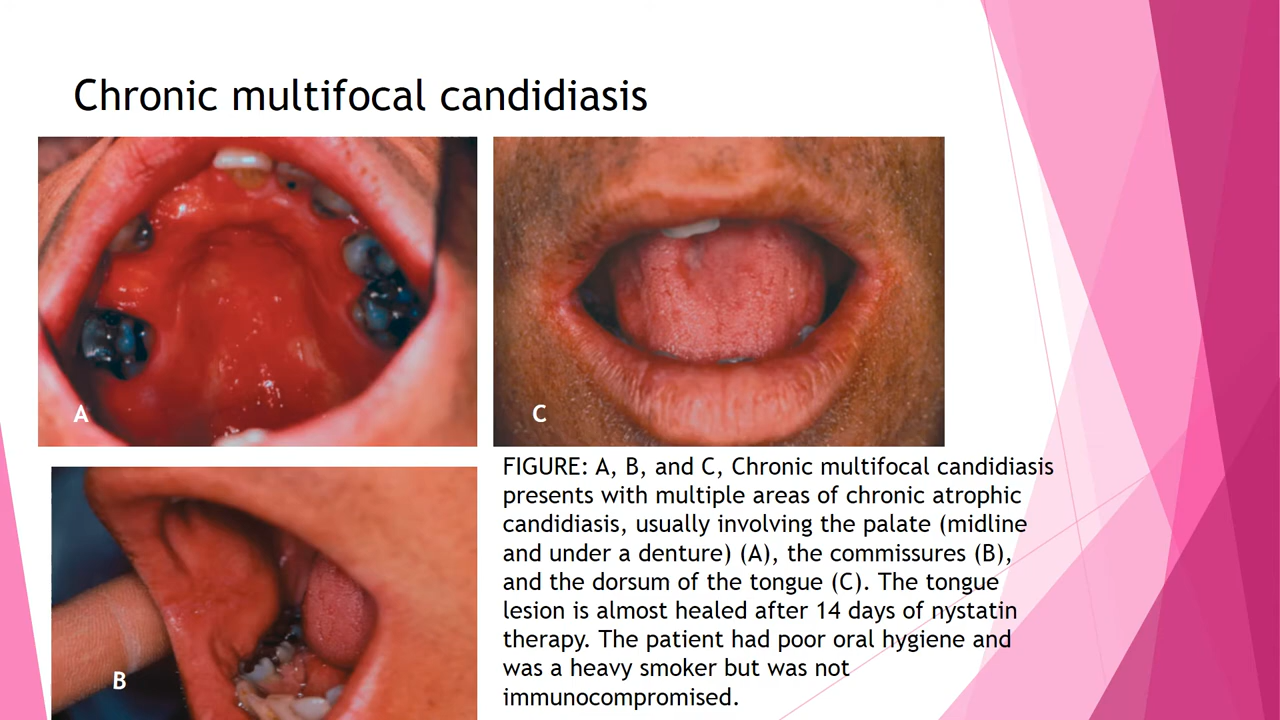 Chronic multifocal candidiasis
A
C
B
FIGURE: A, B, and C, Chronic multifocal candidiasis
presents with multiple areas of chronic atrophic
candidiasis, usually involving the palate (midline
and under a denture) (A), the commissures (B),
and the dorsum of the tongue (C). The tongue
lesion is almost healed after 14 days of nystatin
therapy. The patient had poor oral hygiene and
was a heavy smoker but was not
immunocompromised.